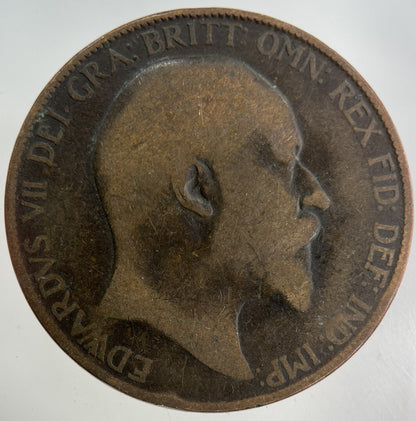 EDWARDVS VII DEI GRA: BRITT: OMN: REX FID: DEF: IND: IMP: